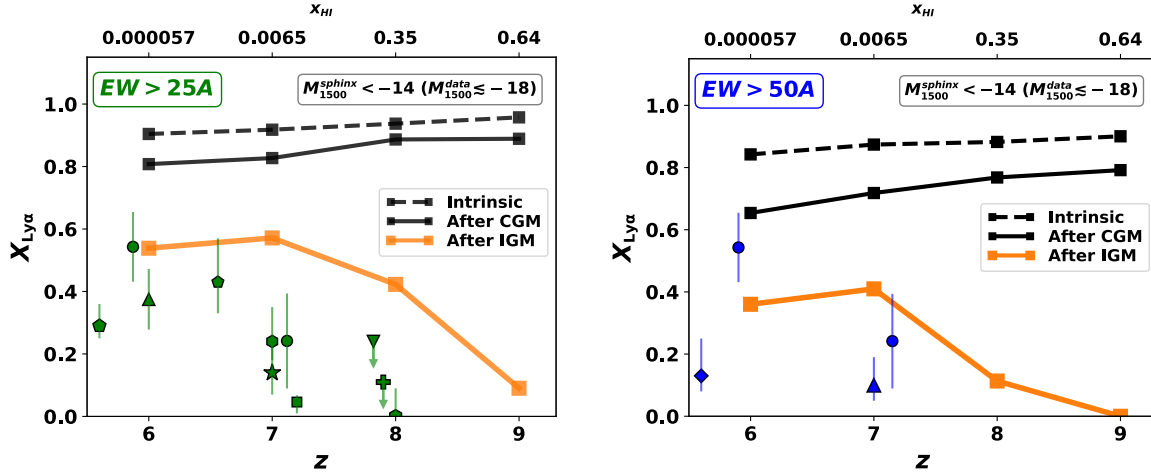 x_HI
0.000057 0.0065 0.35 0.64
EW > 25A
M_1500^sphinx < −14 (M_1500^data ≲ −18)
Intrinsic
After CGM
After IGM
X_Lyα
1.0
0.8
0.6
0.4
0.2
0.0
6 7 8 9
z
x_HI
0.000057 0.0065 0.35 0.64
EW > 50A
M_1500^sphinx < −14 (M_1500^data ≲ −18)
Intrinsic
After CGM
After IGM
X_Lyα
1.0
0.8
0.6
0.4
0.2
0.0
6 7 8 9
z